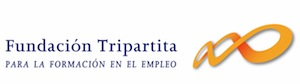 Fundación Tripartita
PARA LA FORMACIÓN EN EL EMPLEO